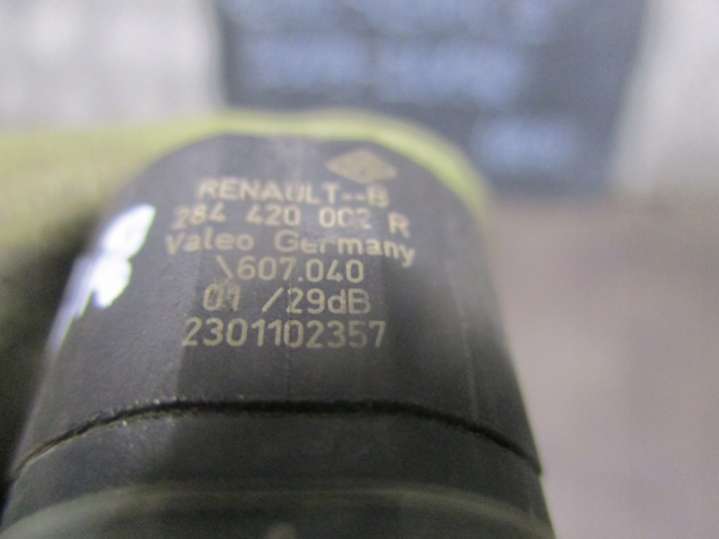 RENAULT--B
284 420 002 R
Valeo Germany
\607.040
01 /29dB
2301102357